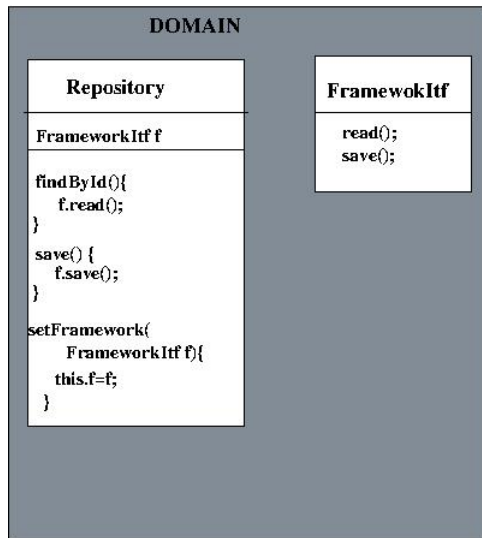 DOMAIN
Repository
FrameworkItf f
findById(){
f.read();
}
save() {
f.save();
}
setFramework(
FrameworkItf f){
this.f=f;
}
FramewokItf
read();
save();